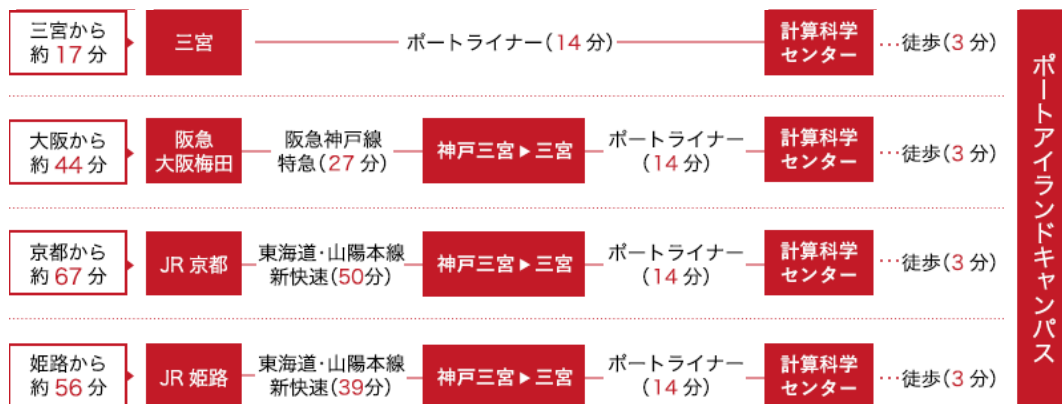 三宮から
約17分
三宮
ポートライナー(14分)
計算科学
センター
…徒歩(3分)
大阪から
約44分
阪急
大阪梅田
阪急神戸線
特急(27分)
神戸三宮▶三宮
ポートライナー
(14分)
計算科学
センター
…徒歩(3分)
京都から
約67分
JR 京都
東海道・山陽本線
新快速(50分)
神戸三宮▶三宮
ポートライナー
(14分)
計算科学
センター
…徒歩(3分)
姫路から
約56分
JR 姫路
東海道・山陽本線
新快速(39分)
神戸三宮▶三宮
ポートライナー
(14分)
計算科学
センター
…徒歩(3分)
ポートアイランドキャンパス